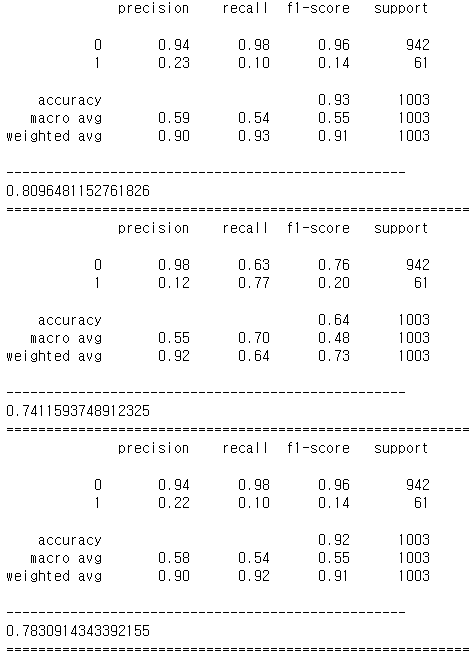 precision    recall  f1-score   support

           0       0.94      0.98      0.96       942
           1       0.23      0.10      0.14        61

    accuracy                           0.93      1003
   macro avg       0.59      0.54      0.55      1003
weighted avg       0.90      0.93      0.91      1003

--------------------------------------------------
0.8096481152761826
==========================================================
              precision    recall  f1-score   support

           0       0.98      0.63      0.76       942
           1       0.12      0.77      0.20        61

    accuracy                           0.64      1003
   macro avg       0.55      0.70      0.48      1003
weighted avg       0.92      0.64      0.73      1003

--------------------------------------------------
0.7411593748912325
==========================================================
              precision    recall  f1-score   support

           0       0.94      0.98      0.96       942
           1       0.22      0.10      0.14        61

    accuracy                           0.92      1003
   macro avg       0.58      0.54      0.55      1003
weighted avg       0.90      0.92      0.91      1003

--------------------------------------------------
0.7830914343392155
==========================================================